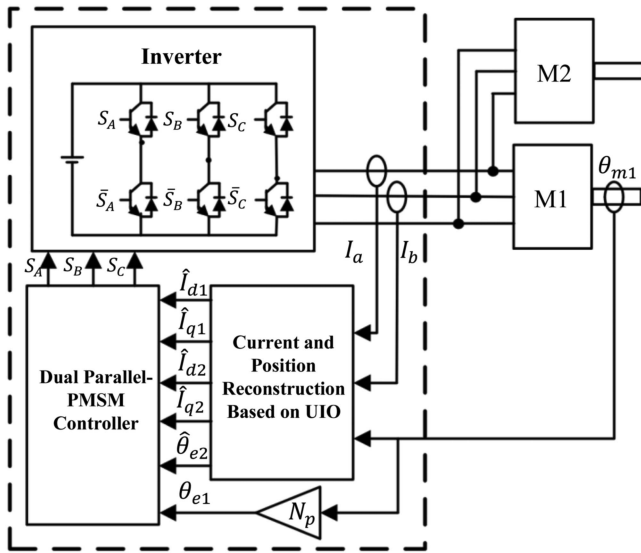 Inverter
S_A S_B S_C
S̄_A S̄_B S̄_C
M2
M1
θ_m1
I_a I_b
S_A S_B S_C
Î_d1
Î_q1
Î_d2
Î_q2
θ̂_e2
θ_e1
Dual Parallel-
PMSM
Controller
Current and
Position
Reconstruction
Based on UIO
N_p